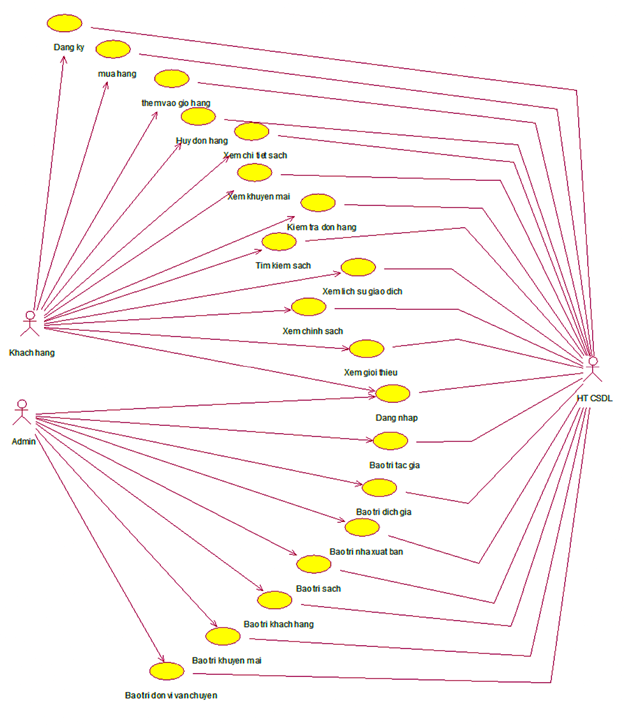 Dang ky
mua hang
them vao gio hang
Huy don hang
Xem chi tiet sach
Xem khuyen mai
Kiem tra don hang
Tim kiem sach
Xem lich su giao dich
Xem chinh sach
Khach hang
Xem gioi thieu
HT CSDL
Dang nhap
Admin
Bao tri tac gia
Bao tri dich gia
Bao tri nha xuat ban
Bao tri sach
Bao tri khach hang
Bao tri khuyen mai
Bao tri don vi van chuyen